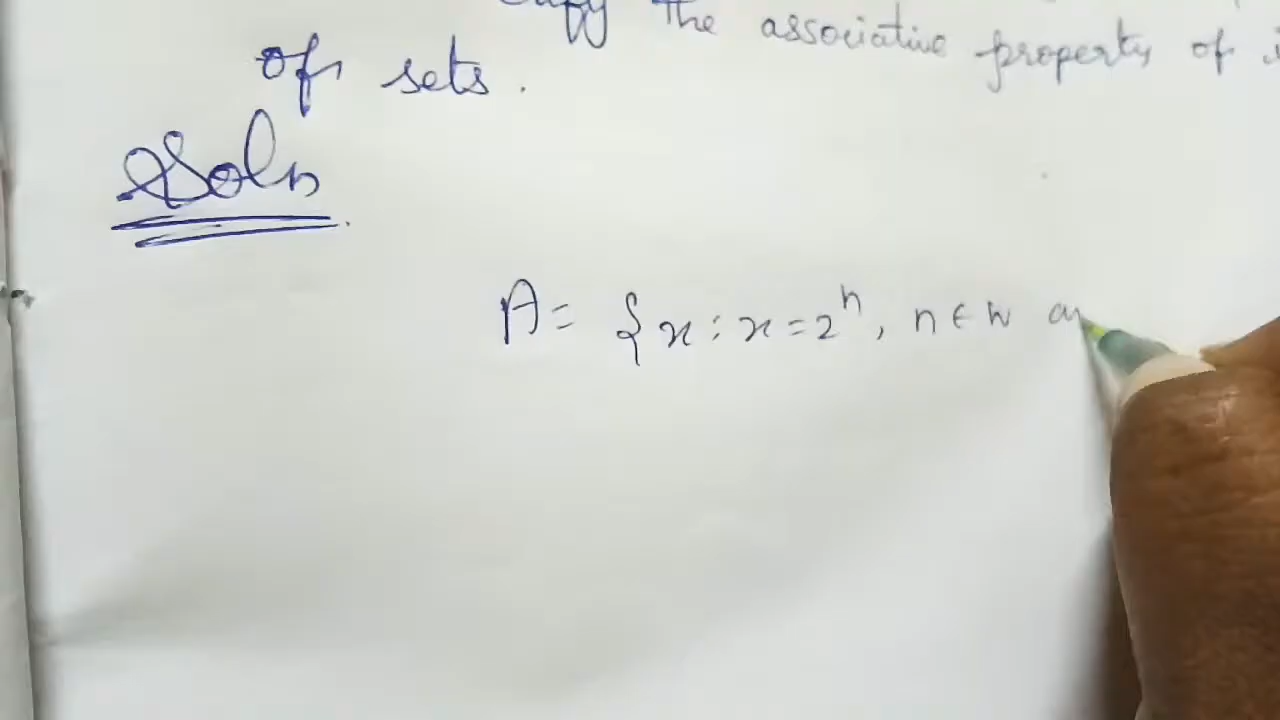 the associative property of
of sets.
Soln
A = { x : x = 2ⁿ, n ∈ W